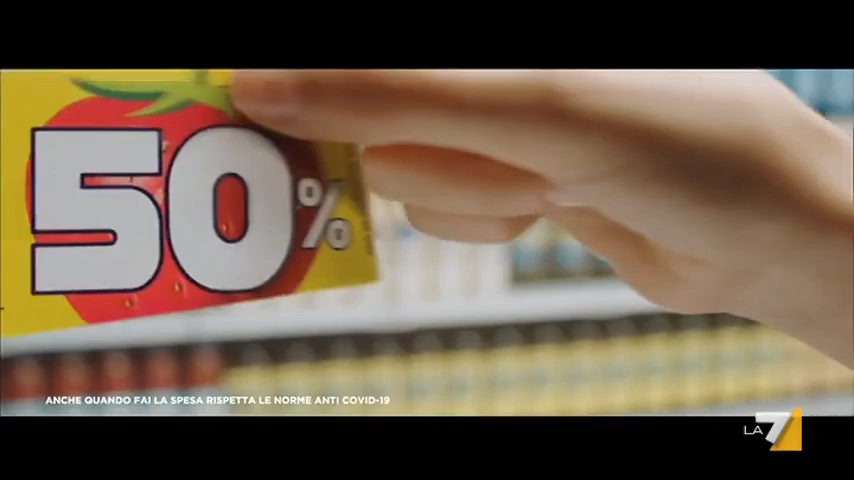 50%
ANCHE QUANDO FAI LA SPESA RISPETTA LE NORME ANTI COVID-19
LA7